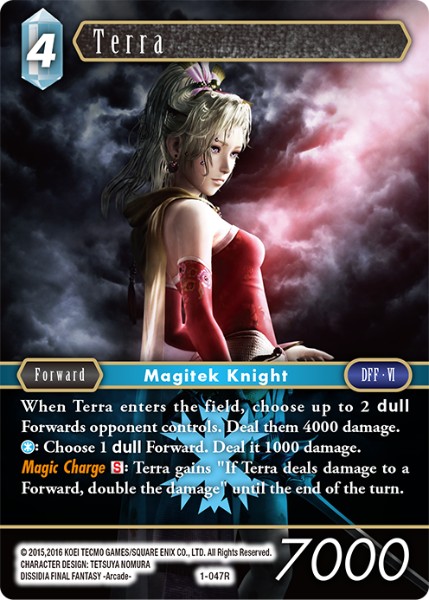 4
Terra
Forward
Magitek Knight
DFF · VI
When Terra enters the field, choose up to 2 dull
Forwards opponent controls. Deal them 4000 damage.
: Choose 1 dull Forward. Deal it 1000 damage.
Magic Charge S: Terra gains "If Terra deals damage to a
Forward, double the damage" until the end of the turn.
© 2015,2016 KOEI TECMO GAMES/SQUARE ENIX CO., LTD. All Rights Reserved.
CHARACTER DESIGN: TETSUYA NOMURA
DISSIDIA FINAL FANTASY -Arcade-
1-047R
7000